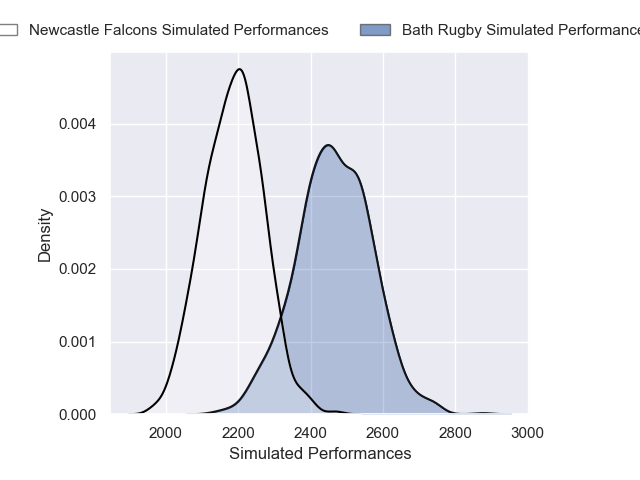 Newcastle Falcons Simulated Performances
Bath Rugby Simulated Performance
0.004
0.003
0.002
0.001
0.000
Density
2000 2200 2400 2600 2800 3000
Simulated Performances